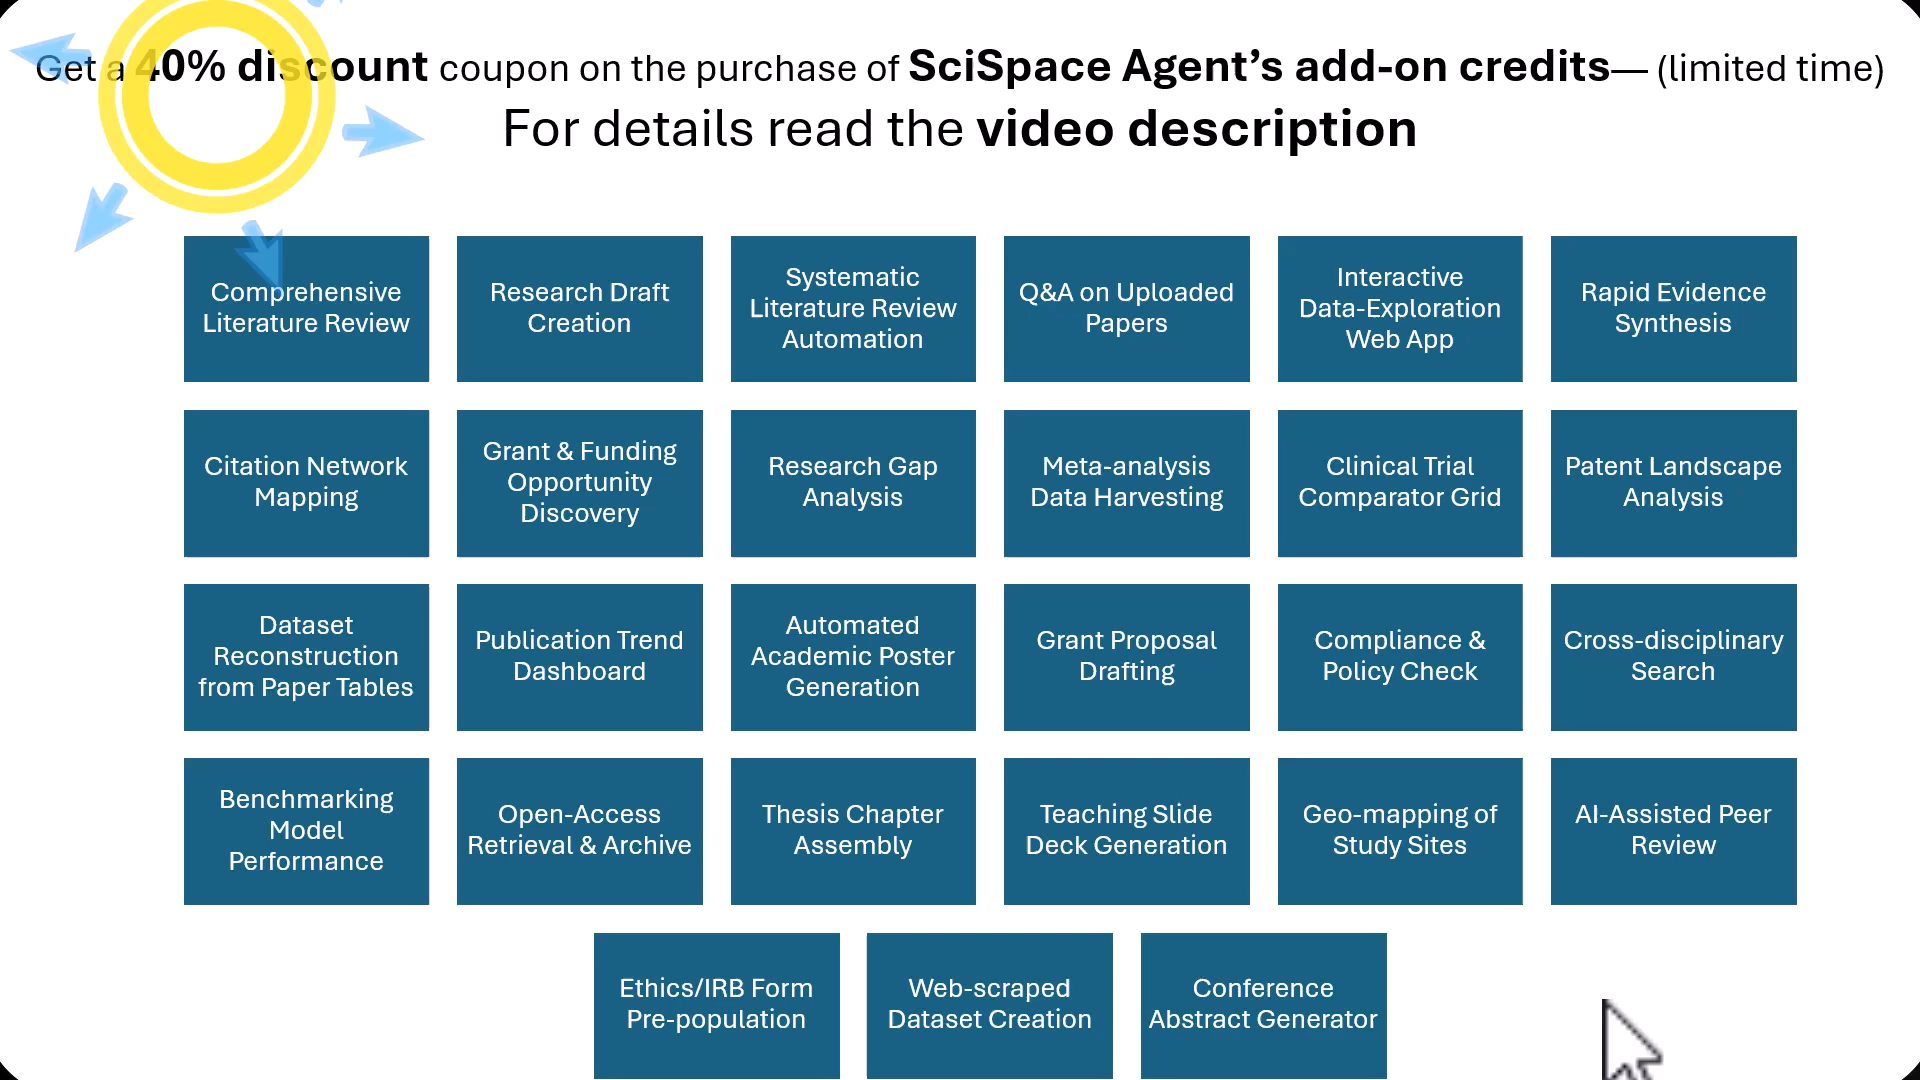 Get a 40% discount coupon on the purchase of SciSpace Agent’s add-on credits— (limited time)
For details read the video description
Comprehensive
Literature Review
Research Draft
Creation
Systematic
Literature Review
Automation
Q&A on Uploaded
Papers
Interactive
Data-Exploration
Web App
Rapid Evidence
Synthesis
Citation Network
Mapping
Grant & Funding
Opportunity
Discovery
Research Gap
Analysis
Meta-analysis
Data Harvesting
Clinical Trial
Comparator Grid
Patent Landscape
Analysis
Dataset
Reconstruction
from Paper Tables
Publication Trend
Dashboard
Automated
Academic Poster
Generation
Grant Proposal
Drafting
Compliance &
Policy Check
Cross-disciplinary
Search
Benchmarking
Model
Performance
Open-Access
Retrieval & Archive
Thesis Chapter
Assembly
Teaching Slide
Deck Generation
Geo-mapping of
Study Sites
AI-Assisted Peer
Review
Ethics/IRB Form
Pre-population
Web-scraped
Dataset Creation
Conference
Abstract Generator